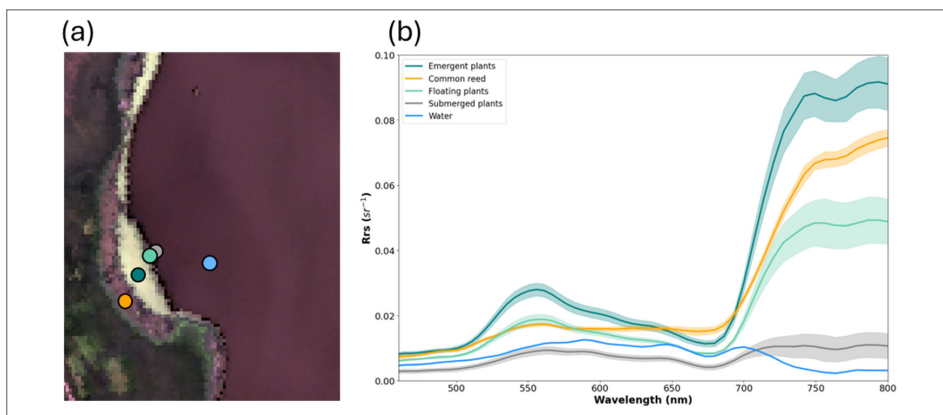 (a)
(b)
Emergent plants
Common reed
Floating plants
Submerged plants
Water
Rrs (sr⁻¹)
0.10
0.08
0.06
0.04
0.02
0.00
500 550 600 650 700 750 800
Wavelength (nm)